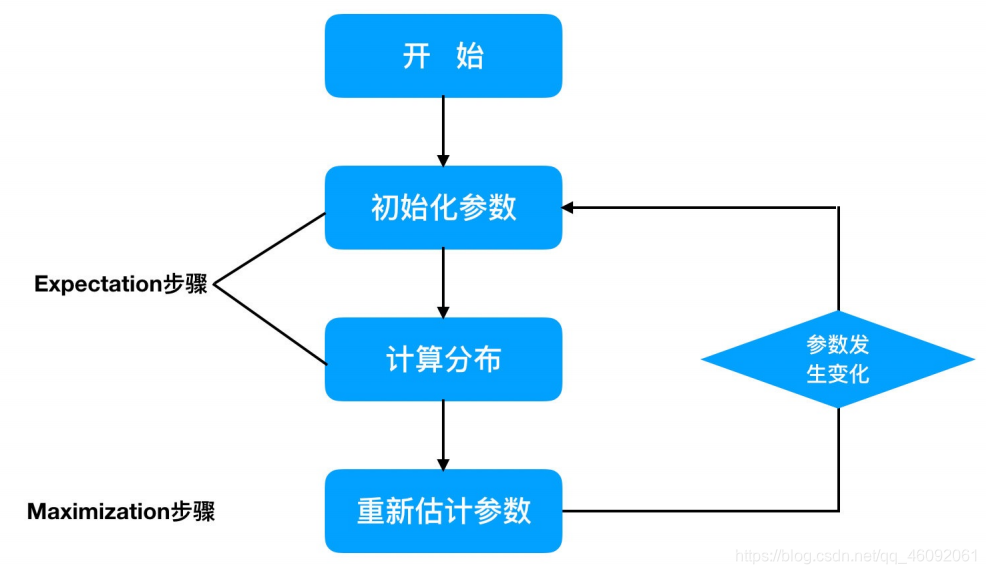 开 始
初始化参数
Expectation步骤
计算分布
参数发
生变化
Maximization步骤
重新估计参数
https://blog.csdn.net/qq_46092061